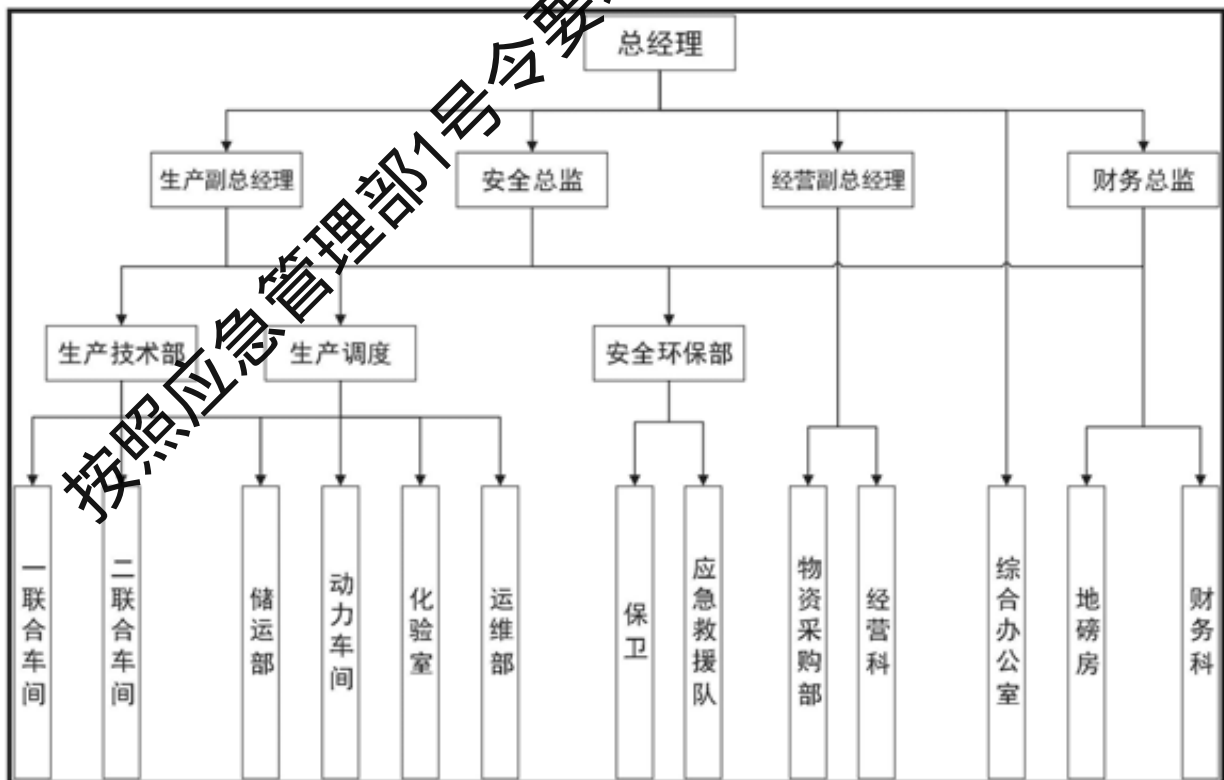 总经理
生产副总经理
安全总监
经营副总经理
财务总监
生产技术部
生产调度
安全环保部
一联合车间
二联合车间
储运部
动力车间
化验室
运维部
保卫
应急救援队
物资采购部
经营科
综合办公室
地磅房
财务科
按照应急管理部1号令要